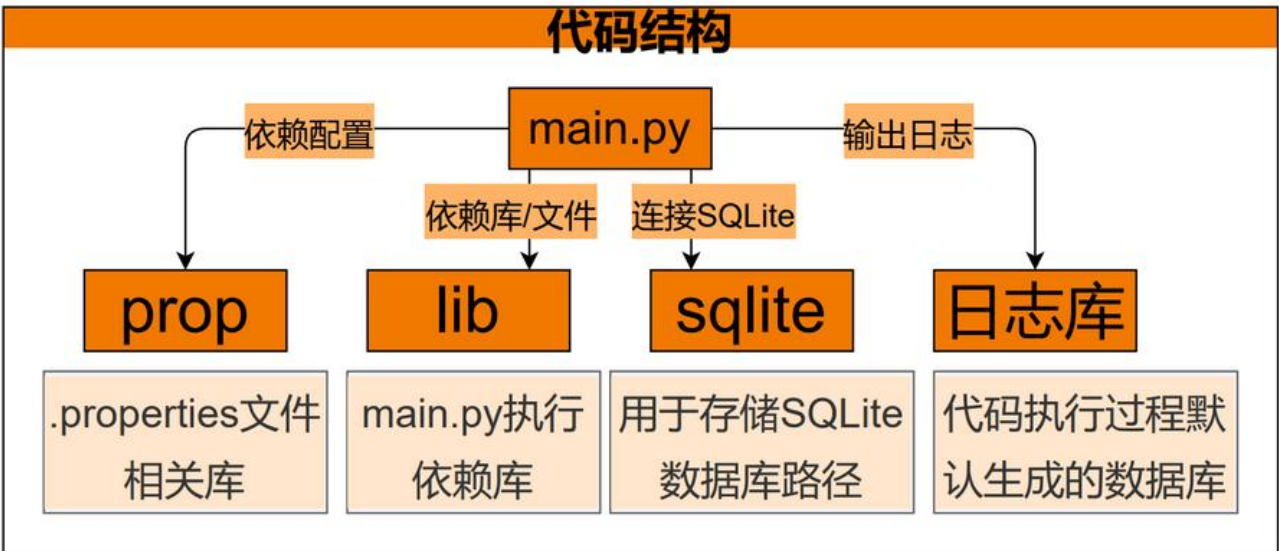 代码结构
main.py
依赖配置
输出日志
依赖库/文件
连接SQLite
prop
lib
sqlite
日志库
.properties文件
相关库
main.py执行
依赖库
用于存储SQLite
数据库路径
代码执行过程默
认生成的数据库